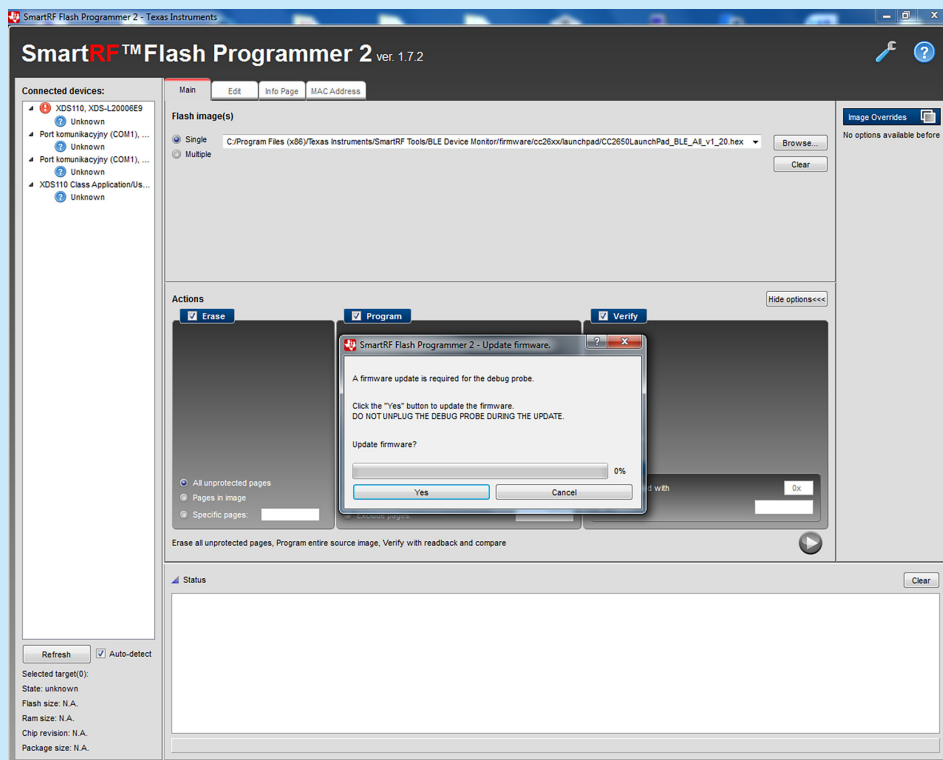 SmartRF Flash Programmer 2 - Texas Instruments
SmartRF™Flash Programmer 2 ver. 1.7.2
Connected devices:
XDS110, XDS-L20006E9
Unknown
Port komunikacyjny (COM1), ...
Unknown
Port komunikacyjny (COM1), ...
Unknown
XDS110 Class Application/Us...
Unknown
Refresh
Auto-detect
Selected target(0):
State: unknown
Flash size: N.A.
Ram size: N.A.
Chip revision: N.A.
Package size: N.A.
Main Edit Info Page MAC Address
Flash image(s)
Single
C:/Program Files (x86)/Texas Instruments/SmartRF Tools/BLE Device Monitor/firmware/cc26xx/launchpad/CC2650LaunchPad_BLE_All_v1_20.hex
Browse...
Multiple
Clear
Image Overrides
No options available before
Actions
Hide options<<<
Erase
Program
Verify
All unprotected pages
Pages in image
Specific pages:
SmartRF Flash Programmer 2 - Update firmware.
A firmware update is required for the debug probe.
Click the "Yes" button to update the firmware.
DO NOT UNPLUG THE DEBUG PROBE DURING THE UPDATE.
Update firmware?
0%
Yes
Cancel
Exclude pages:
with
0x
Erase all unprotected pages, Program entire source image, Verify with readback and compare
Status
Clear